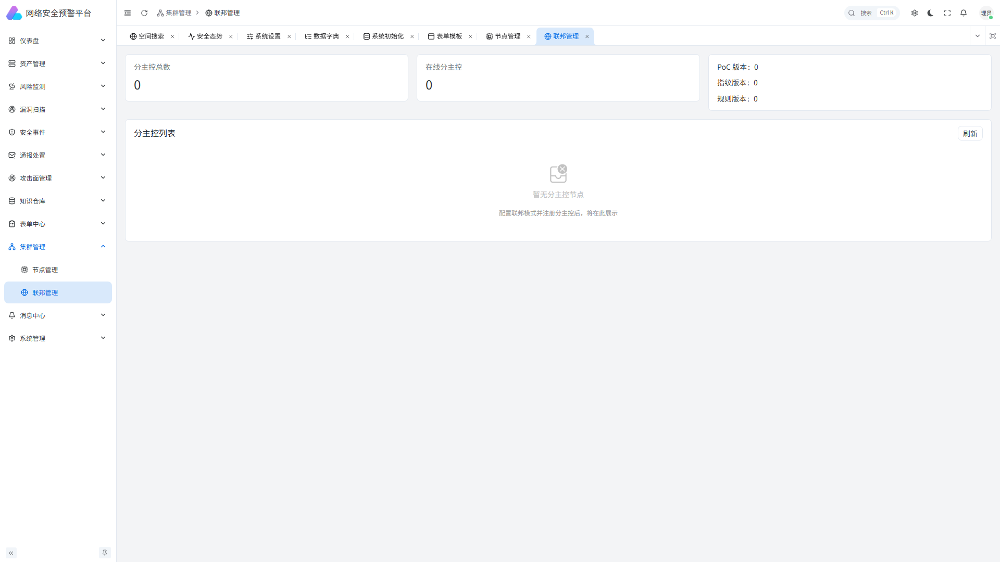 网络安全预警平台
集群管理
联邦管理
搜索 Ctrl K
理员
空间搜索
安全态势
系统设置
数据字典
系统初始化
表单模板
节点管理
联邦管理
仪表盘
资产管理
风险监测
漏洞扫描
安全事件
通报处置
攻击面管理
知识仓库
表单中心
集群管理
节点管理
联邦管理
消息中心
系统管理
分主控总数
0
在线分主控
0
PoC 版本：0
指纹版本：0
规则版本：0
分主控列表
刷新
暂无分主控节点
配置联邦模式并注册分主控后，将在此展示